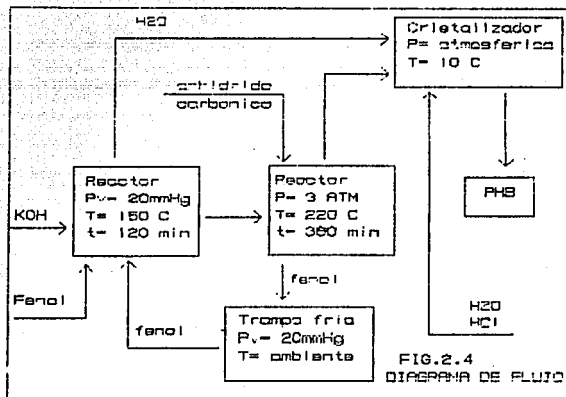 H2O
Cristalizador
P= atmosferica
T= 10 C
anhidrido
carbonico
Reactor
Pv- 20mmHg
T= 150 C
t- 120 min
Reactor
P- 3 ATM
T= 220 C
t- 360 min
PHB
KOH
Fenol
fenol
fenol
Trampa fria
Pv- 20mmHg
T= ambiente
H2O
HCl
FIG.2.4
DIAGRAMA DE FLUJO